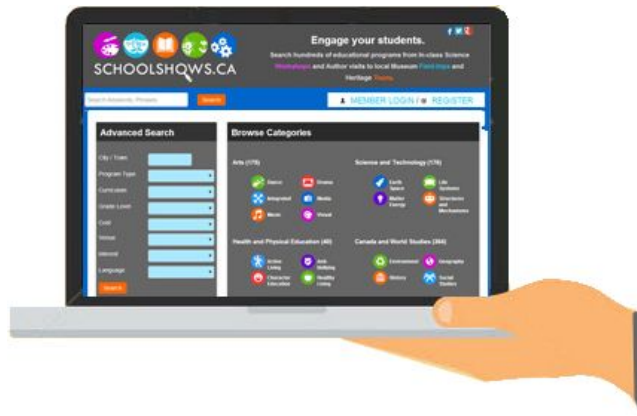 Engage your students.
Search hundreds of educational programs from In-class Science
Workshops and Author visits to local Museum Field-trips and
Heritage Teams.
SCHOOLSHOWS.CA
Search Keywords, Phrases
Search
MEMBER LOGIN / REGISTER
Advanced Search
City / Town:
Program Type:
Curriculum:
Grade Level:
Cost:
Venue:
Interest:
Language:
Search
Browse Categories
Arts (175)
Dance
Drama
Integrated
Media
Music
Visual
Science and Technology (176)
Earth
Space
Life
Systems
Matter
Energy
Structures
and
Mechanisms
Health and Physical Education (40)
Active
Living
Anti-
Bullying
Character
Education
Healthy
Living
Canada and World Studies (304)
Environment
Geography
History
Social
Studies